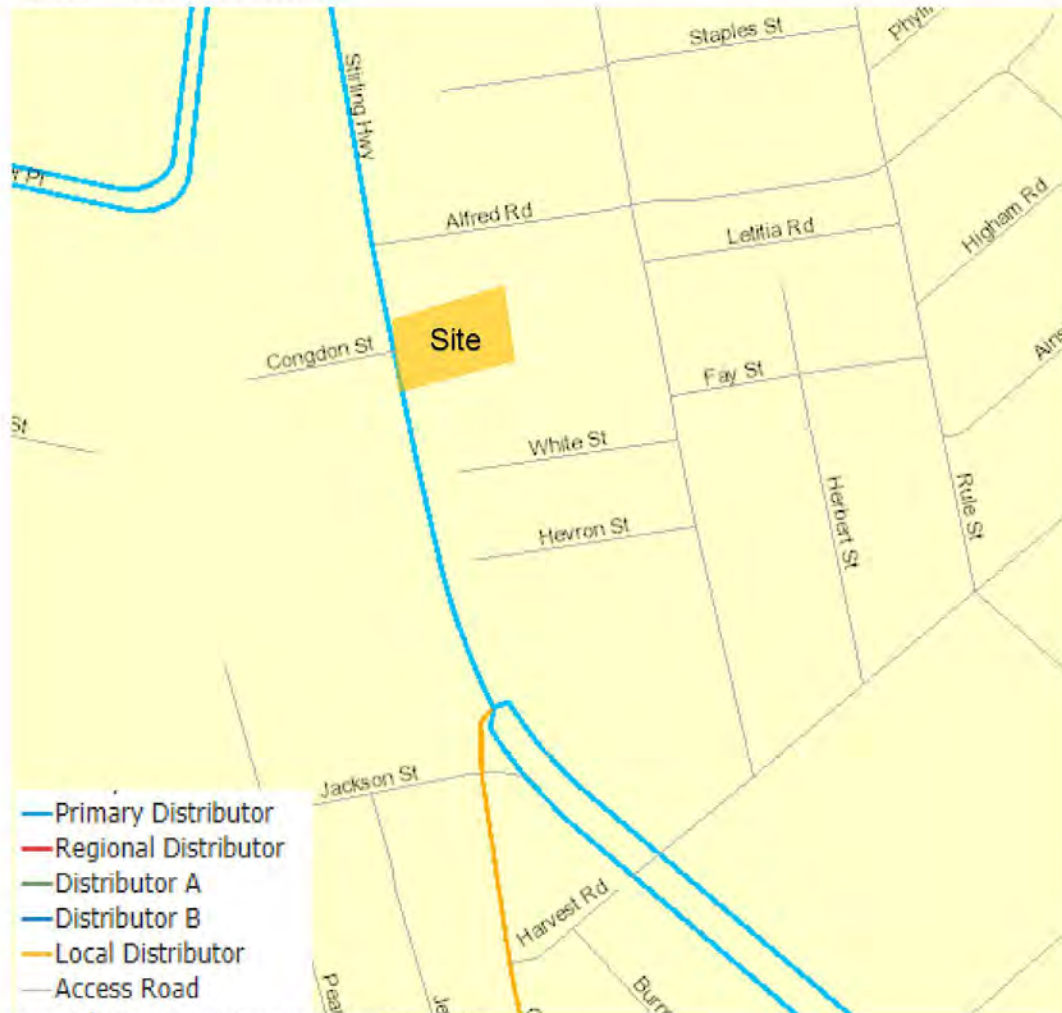 Staples St
Stirling Hwy
Pl
Alfred Rd
Letitia Rd
Higham Rd
Site
Congdon St
Fay St
St
White St
Herbert St
Rule St
Hevron St
Jackson St
Harvest Rd
Primary Distributor
Regional Distributor
Distributor A
Distributor B
Local Distributor
Access Road